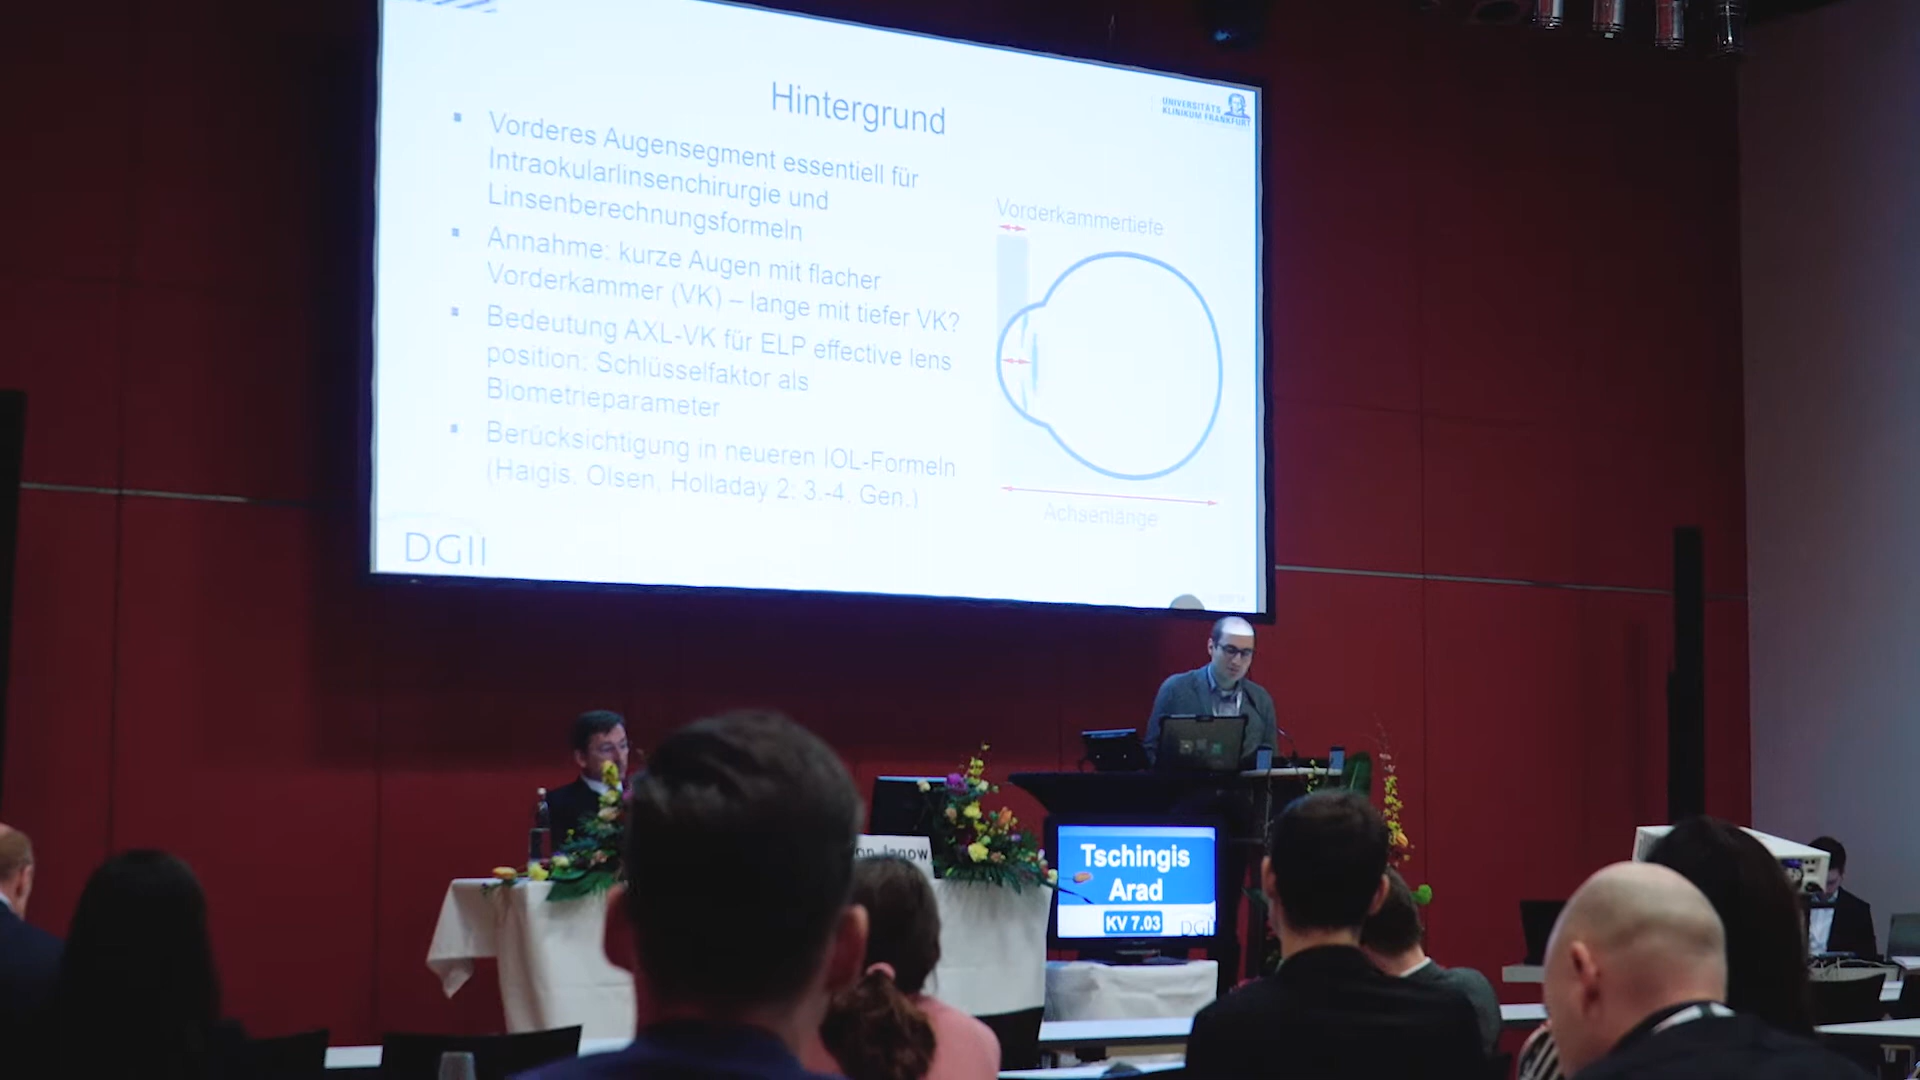 Hintergrund
UNIVERSITÄTS
KLINIKUM FRANKFURT
Vorderes Augensegment essentiell für
Intraokularlinsenchirurgie und
Linsenberechnungsformeln
Annahme: kurze Augen mit flacher
Vorderkammer (VK) – lange mit tiefer VK?
Bedeutung AXL-VK für ELP effective lens
position: Schlüsselfaktor als
Biometrieparameter
Berücksichtigung in neueren IOL-Formeln
(Haigis, Olsen, Holladay 2: 3.-4. Gen.)
Vorderkammertiefe
Achsenlänge
DGII
Jagow
Tschingis
Arad
KV 7.03
DGII